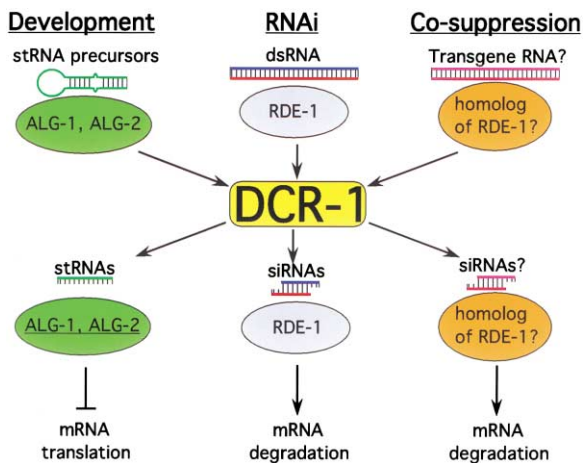 Development
RNAi
Co-suppression
stRNA precursors
dsRNA
Transgene RNA?
ALG-1, ALG-2
RDE-1
homolog
of RDE-1?
DCR-1
stRNAs
siRNAs
siRNAs?
ALG-1, ALG-2
RDE-1
homolog
of RDE-1?
mRNA
translation
mRNA
degradation
mRNA
degradation